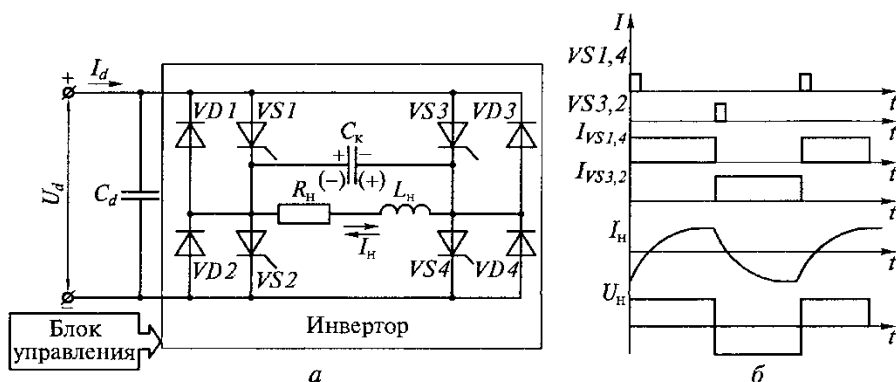 +
I_d
U_d
C_d
−
VD1
VS1
VS3
VD3
C_к
+ −
(−) (+)
R_н
L_н
I_н
VD2
VS2
VS4
VD4
Инвертор
Блок
управления
а
I
VS1,4
t
VS3,2
t
I_VS1,4
t
I_VS3,2
t
I_н
t
U_н
t
б